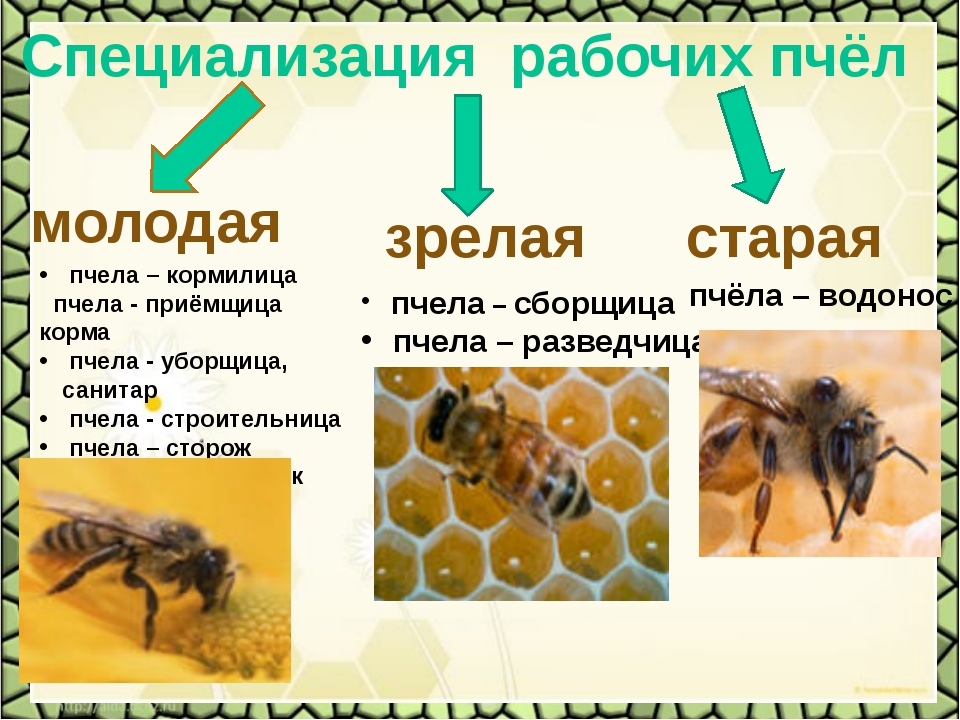 Специализация рабочих пчёл
молодая
• пчела – кормилица
пчела - приёмщица
корма
• пчела - уборщица,
санитар
• пчела - строительница
• пчела – сторож
к
зрелая
• пчела – сборщица
• пчела – разведчица
старая
пчёла – водонос